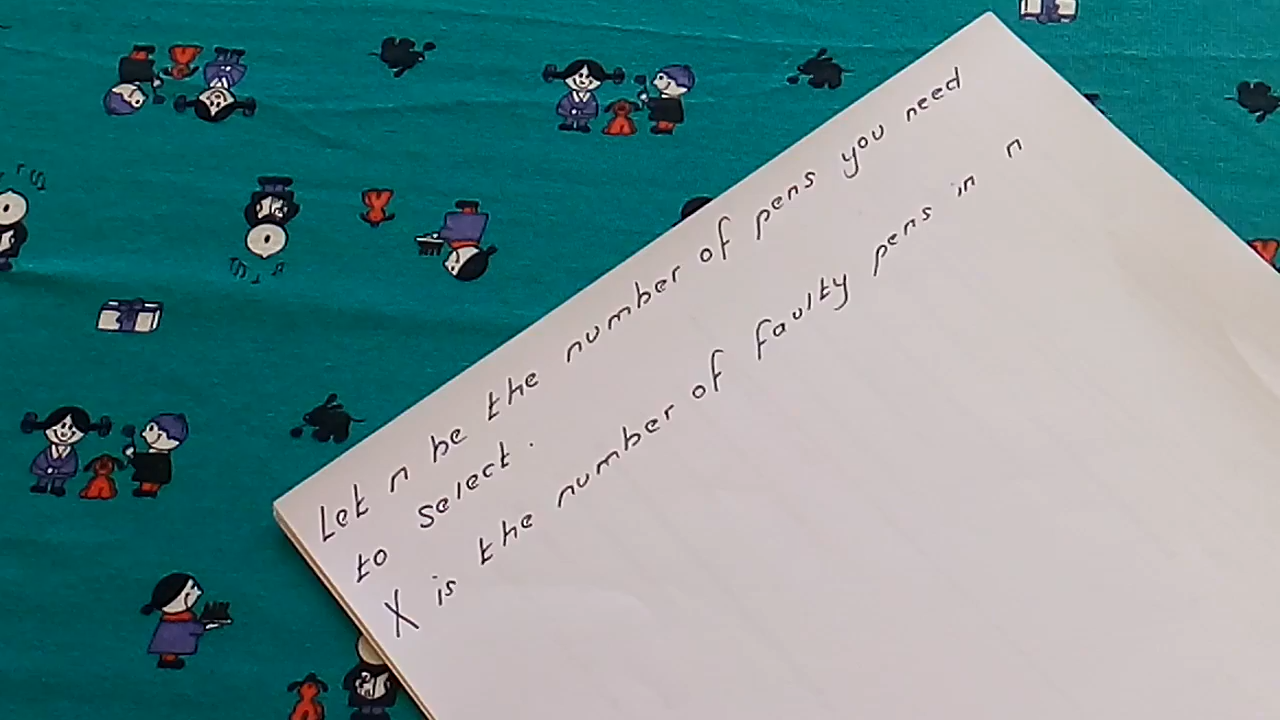 Let n be the number of pens you need
to select.
X is the number of faulty pens in n